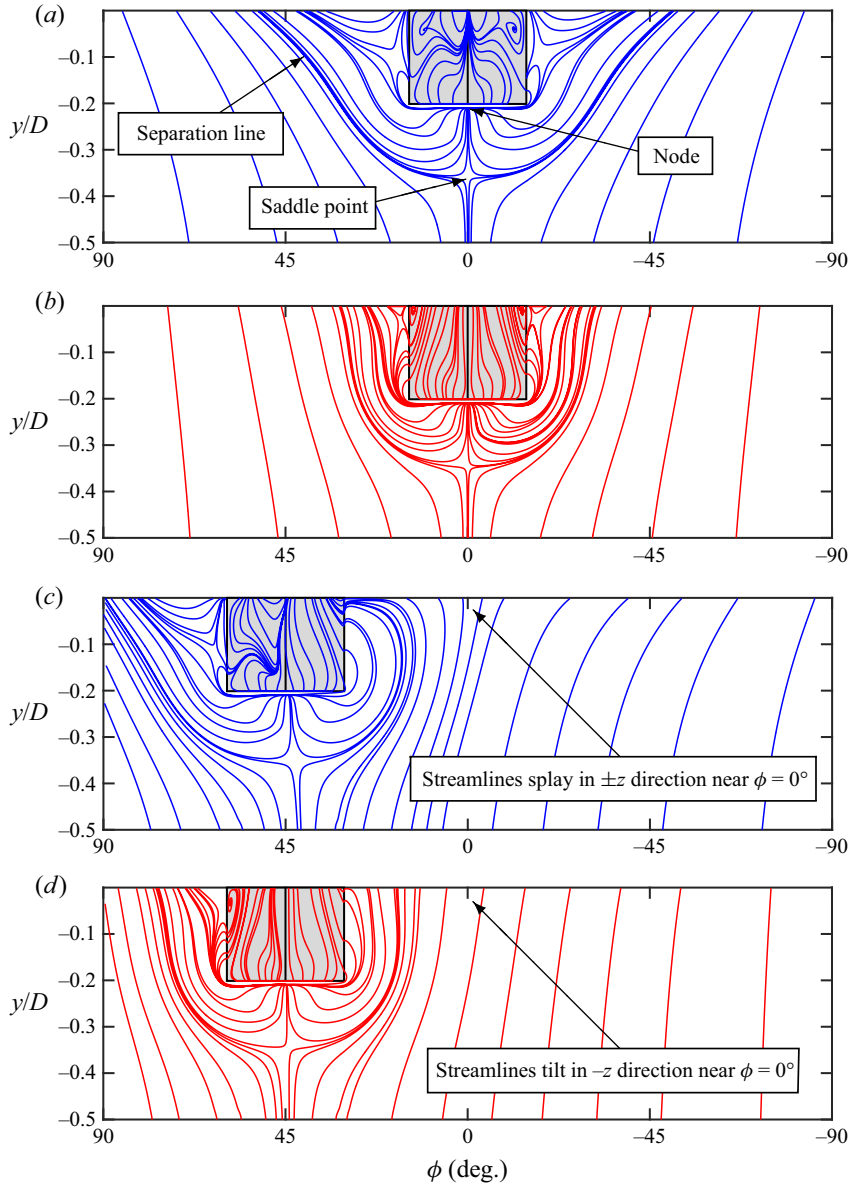 (a)
–0.1
–0.2
–0.3
–0.4
–0.5
y/D
Separation line
Saddle point
Node
90 45 0 –45 –90
(b)
–0.1
–0.2
–0.3
–0.4
–0.5
y/D
90 45 0 –45 –90
(c)
–0.1
–0.2
–0.3
–0.4
–0.5
y/D
Streamlines splay in ±z direction near ϕ = 0°
90 45 0 –45 –90
(d)
–0.1
–0.2
–0.3
–0.4
–0.5
y/D
Streamlines tilt in –z direction near ϕ = 0°
90 45 0 –45 –90
ϕ (deg.)